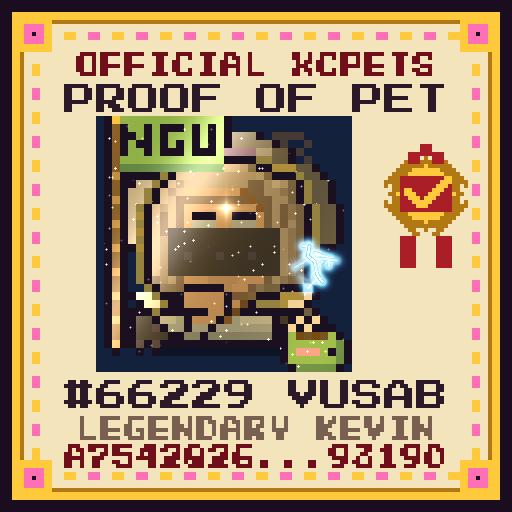 OFFICIAL XCPETS
PROOF OF PET
NGU
#66229 VUSAB
LEGENDARY KEVIN
A7542026...93190